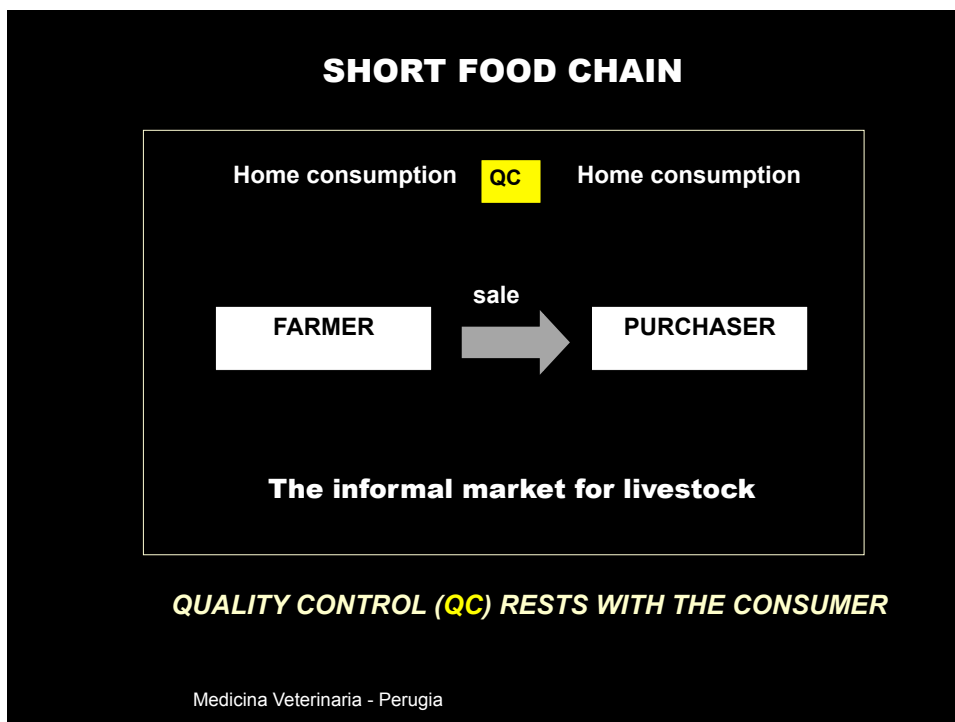 SHORT FOOD CHAIN
Home consumption QC Home consumption
sale
FARMER PURCHASER
The informal market for livestock
QUALITY CONTROL (QC) RESTS WITH THE CONSUMER
Medicina Veterinaria - Perugia